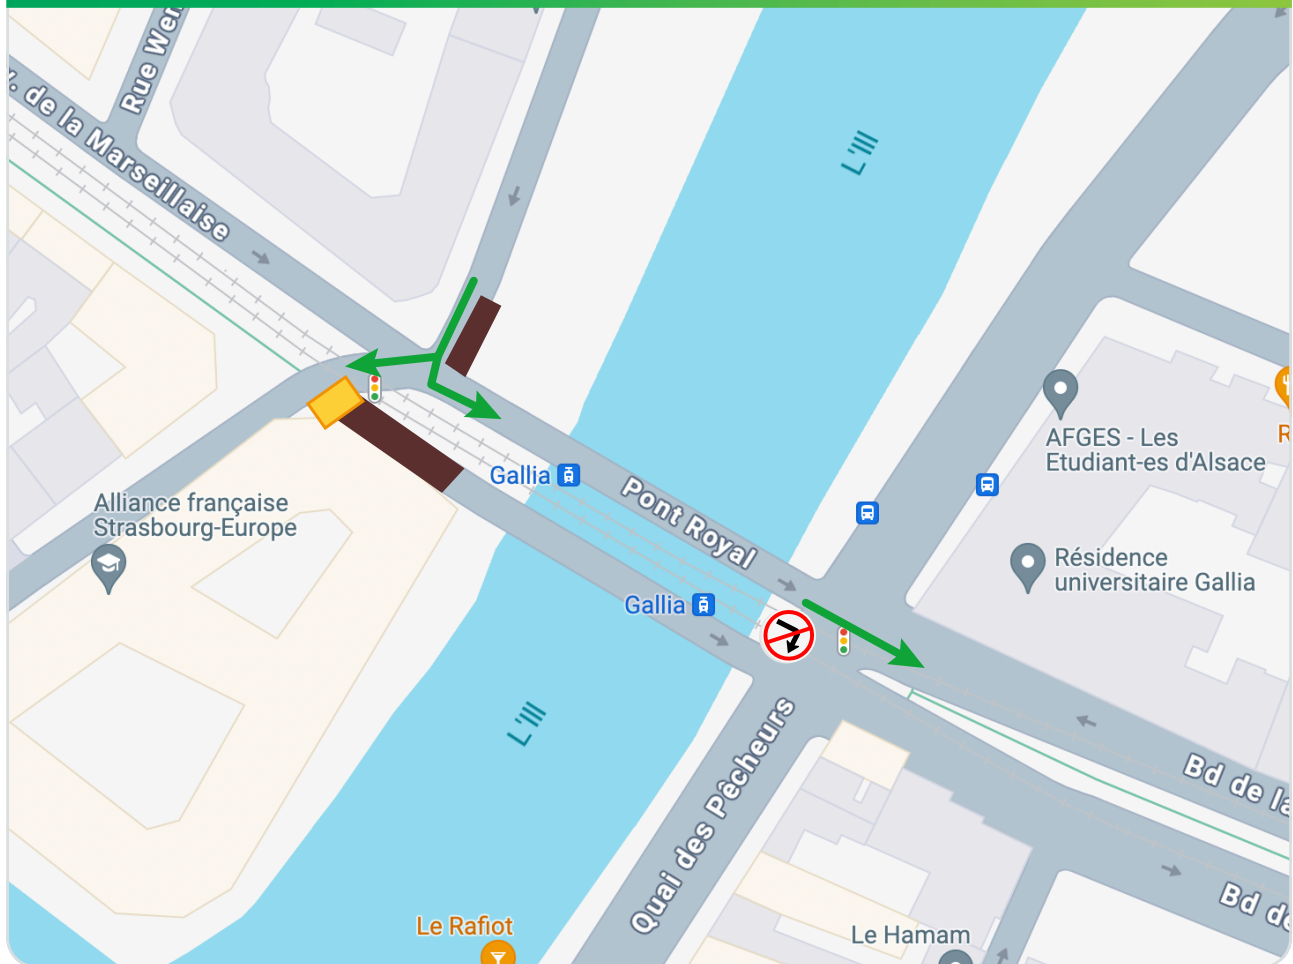 Rue Wen
. de la Marseillaise
L'Ill
Gallia
Pont Royal
AFGES - Les
Etudiant-es d'Alsace
R
Alliance française
Strasbourg-Europe
Résidence
universitaire Gallia
Gallia
L'Ill
Quai des Pêcheurs
Bd de la
Bd de
Le Rafiot
Le Hamam